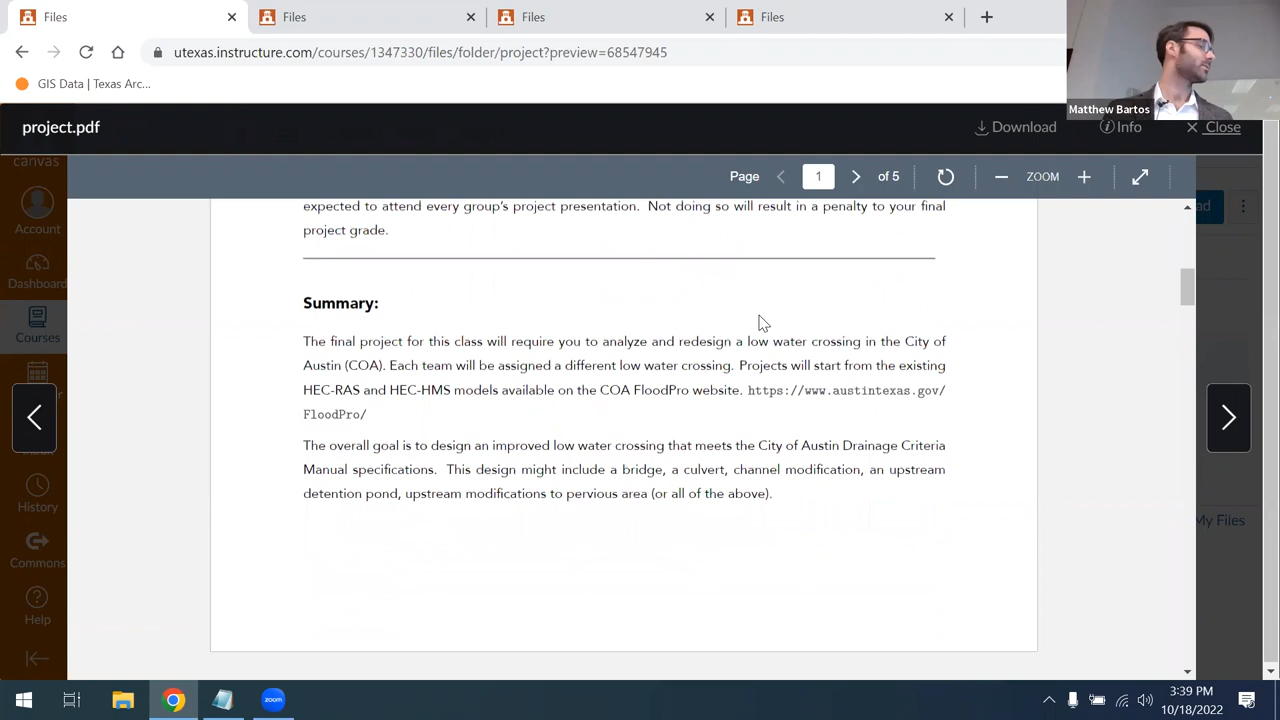 Files
Files
Files
Files
utexas.instructure.com/courses/1347330/files/folder/project?preview=68547945
GIS Data | Texas Arc...
Matthew Bartos
project.pdf
Download
Info
Close
canvas
Page 1 of 5
ZOOM
Account
Dashboard
Courses
History
Commons
Help
My Files
expected to attend every group's project presentation. Not doing so will result in a penalty to your final
project grade.
Summary:
The final project for this class will require you to analyze and redesign a low water crossing in the City of
Austin (COA). Each team will be assigned a different low water crossing. Projects will start from the existing
HEC-RAS and HEC-HMS models available on the COA FloodPro website. https://www.austintexas.gov/
FloodPro/
The overall goal is to design an improved low water crossing that meets the City of Austin Drainage Criteria
Manual specifications. This design might include a bridge, a culvert, channel modification, an upstream
detention pond, upstream modifications to pervious area (or all of the above).
zoom
3:39 PM
10/18/2022